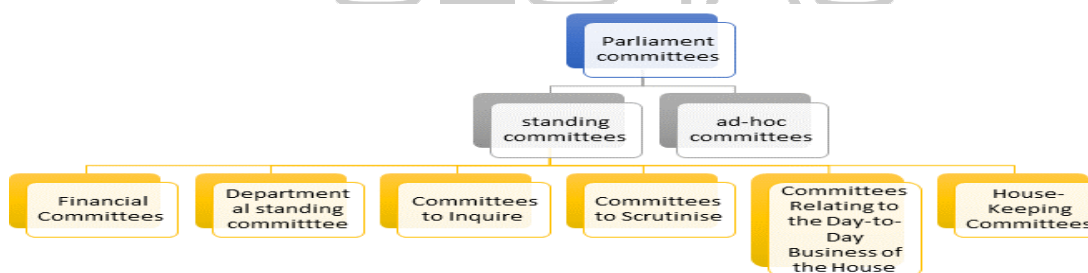 Parliament
committees
standing
committees
ad-hoc
committees
Financial
Committees
Department
al standing
committtee
Committees
to Inquire
Committees
to Scrutinise
Committees
Relating to
the Day-to-
Day
Business of
the House
House-
Keeping
Committees